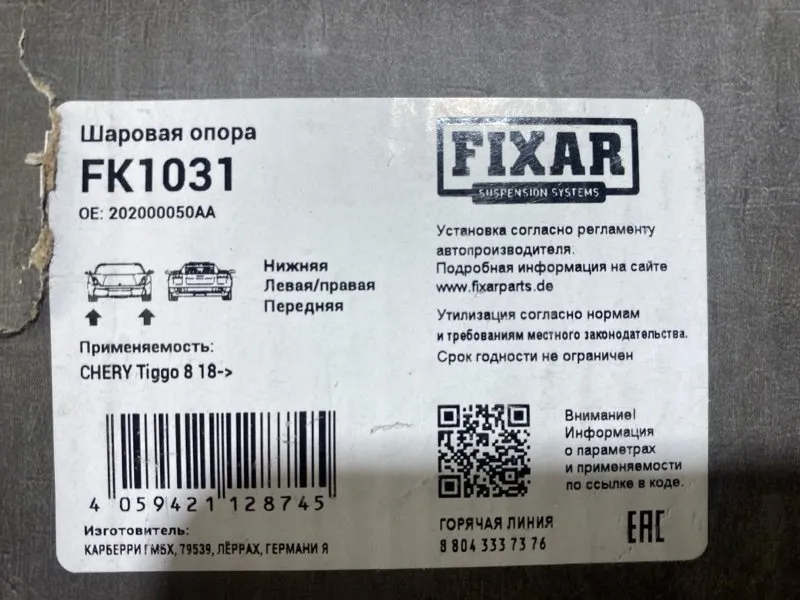 Шаровая опора
FK1031
OE: 202000050AA
Нижняя
Левая/правая
Передняя
Применяемость:
CHERY Tiggo 8 18->
4 059421 128745
Изготовитель:
КАРБЕРРИ ГМБХ, 79539, ЛЁРРАХ, ГЕРМАНИ Я
FIXAR
SUSPENSION SYSTEMS
Установка согласно регламенту
автопроизводителя.
Подробная информация на сайте
www.fixarparts.de
Утилизация согласно нормам
и требованиям местного законодательства.
Срок годности не ограничен
Внимание!
Информация
о параметрах
и применяемости
по ссылке в коде.
ГОРЯЧАЯ ЛИНИЯ
8 804 333 73 76
EAC